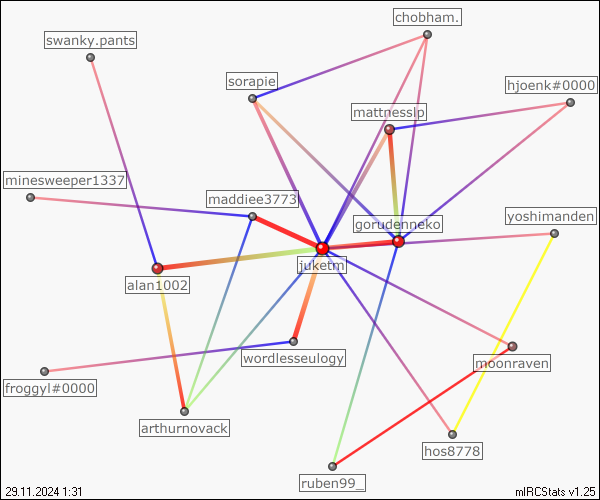 chobham.
swanky.pants
sorapie
hjoenk#0000
mattnesslp
minesweeper1337
maddiee3773
gorudenneko
yoshimanden
juketm
alan1002
wordlesseulogy
moonraven
froggyl#0000
arthurnovack
hos8778
ruben99_
29.11.2024 1:31
mIRCStats v1.25